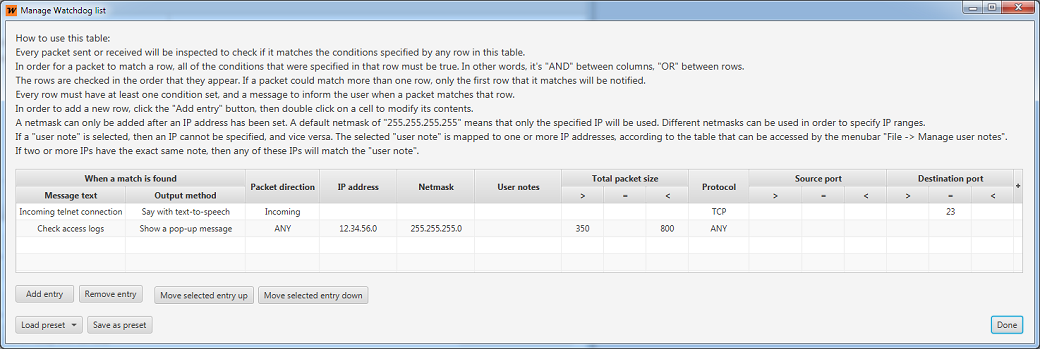 Manage Watchdog list
How to use this table:
Every packet sent or received will be inspected to check if it matches the conditions specified by any row in this table.
In order for a packet to match a row, all of the conditions that were specified in that row must be true. In other words, it's "AND" between columns, "OR" between rows.
The rows are checked in the order that they appear. If a packet could match more than one row, only the first row that it matches will be notified.
Every row must have at least one condition set, and a message to inform the user when a packet matches that row.
In order to add a new row, click the "Add entry" button, then double click on a cell to modify its contents.
A netmask can only be added after an IP address has been set. A default netmask of "255.255.255.255" means that only the specified IP will be used. Different netmasks can be used in order to specify IP ranges.
If a "user note" is selected, then an IP cannot be specified, and vice versa. The selected "user note" is mapped to one or more IP addresses, according to the table that can be accessed by the menubar "File -> Manage user notes".
If two or more IPs have the exact same note, then any of these IPs will match the "user note".
When a match is found Packet direction IP address Netmask User notes Total packet size Protocol Source port Destination port +
Message text Output method > = < > = < > = <
Incoming telnet connection Say with text-to-speech Incoming TCP 23
Check access logs Show a pop-up message ANY 12.34.56.0 255.255.255.0 350 800 ANY
Add entry Remove entry Move selected entry up Move selected entry down
Load preset Save as preset Done